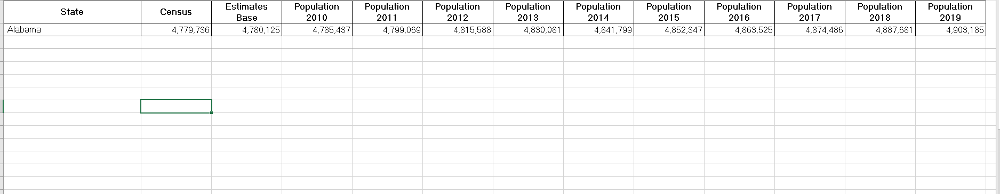 State Census Estimates Base Population 2010 Population 2011 Population 2012 Population 2013 Population 2014 Population 2015 Population 2016 Population 2017 Population 2018 Population 2019
Alabama 4,779,736 4,780,125 4,785,437 4,799,069 4,815,588 4,830,081 4,841,799 4,852,347 4,863,525 4,874,486 4,887,681 4,903,185